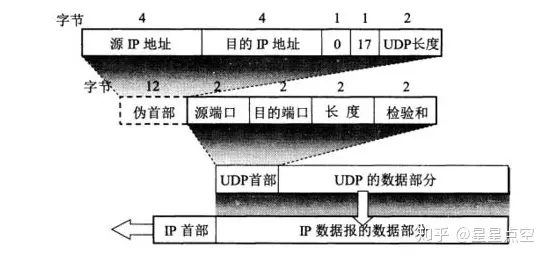 字节 4 4 1 1 2
源 IP 地址 目的 IP 地址 0 17 UDP长度
字节 12 2 2 2 2
伪首部 源端口 目的端口 长 度 检验和
UDP首部 UDP 的数据部分
IP 首部 IP 数据报的数据部分
知乎 @星星点空